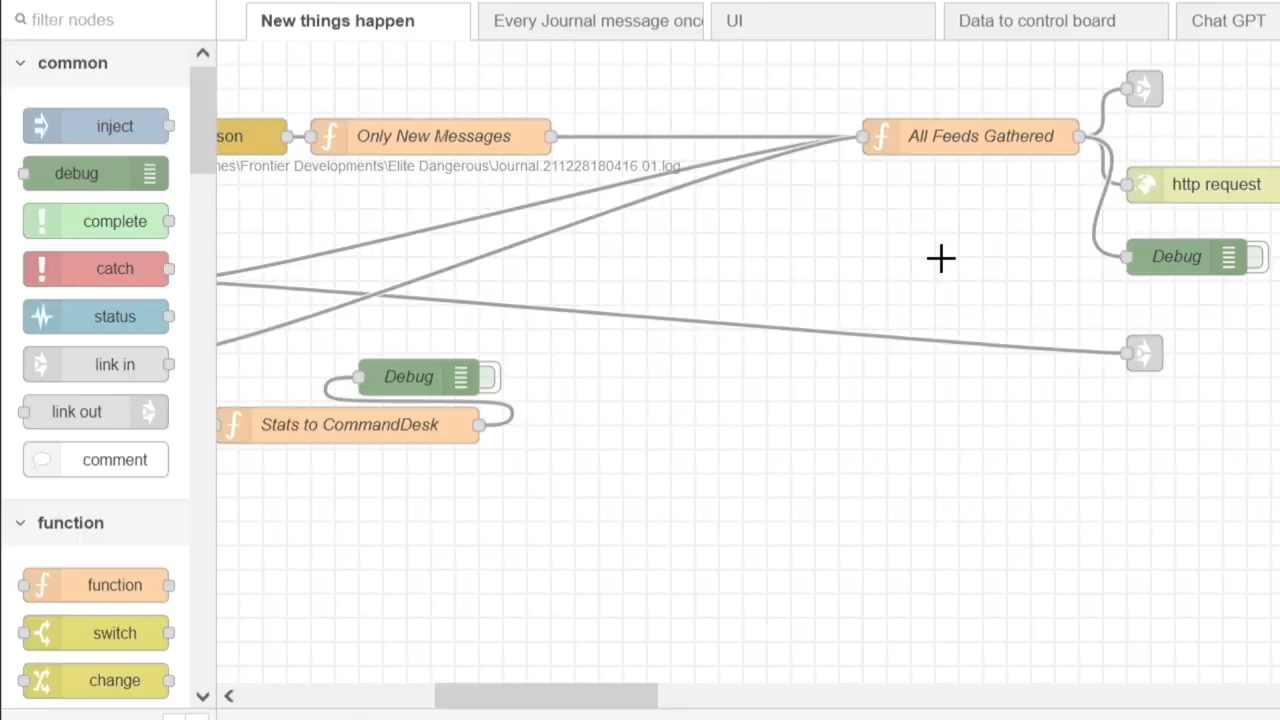 filter nodes
New things happen
Every Journal message once
UI
Data to control board
Chat GPT
common
inject
debug
complete
catch
status
link in
link out
comment
function
function
switch
change
son
Only New Messages
All Feeds Gathered
nes\Frontier Developments\Elite Dangerous\Journal.211228180416.01.log
http request
Debug
Debug
Stats to CommandDesk